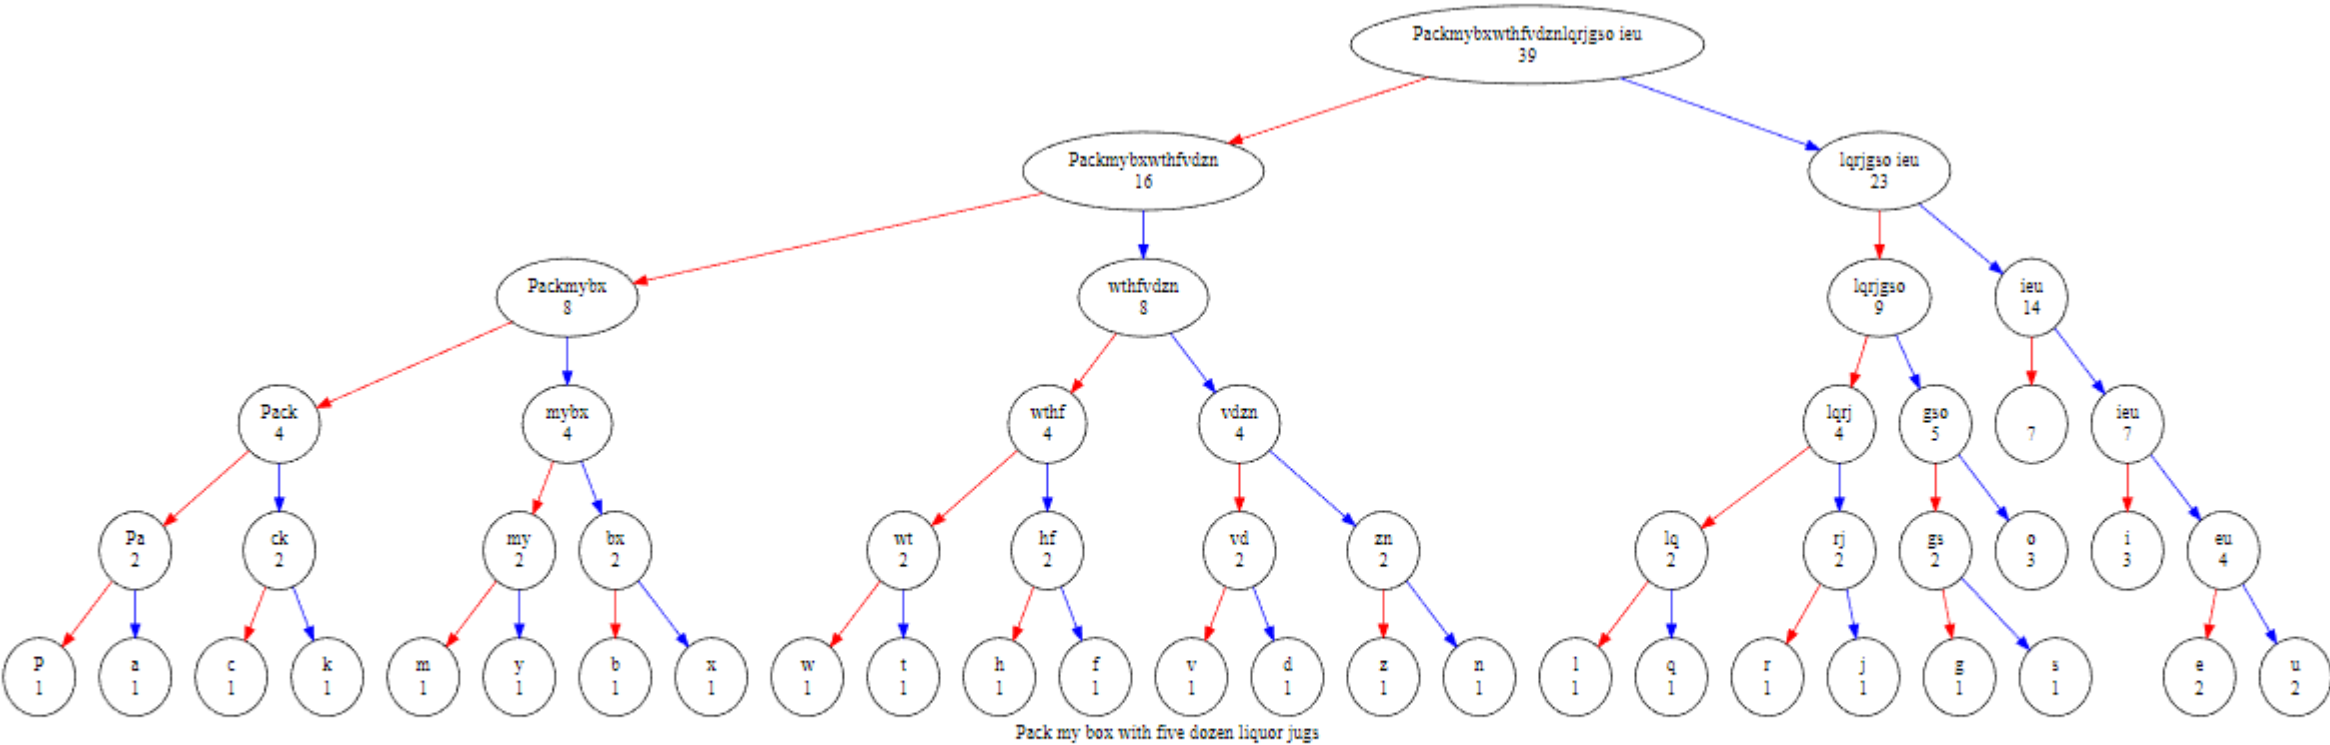 Packmybxwthfvdznlqrjgso ieu
39
Packmybxwthfvdzn
16
lqrjgso ieu
23
Packmybx
8
wthfvdzn
8
lqrjgso
9
ieu
14
Pack
4
mybx
4
wthf
4
vdzn
4
lqrj
4
gso
5
7
ieu
7
Pa
2
ck
2
my
2
bx
2
wt
2
hf
2
vd
2
zn
2
lq
2
rj
2
gs
2
o
3
i
3
eu
4
P
1
a
1
c
1
k
1
m
1
y
1
b
1
x
1
w
1
t
1
h
1
f
1
v
1
d
1
z
1
n
1
l
1
q
1
r
1
j
1
g
1
s
1
e
2
u
2
Pack my box with five dozen liquor jugs